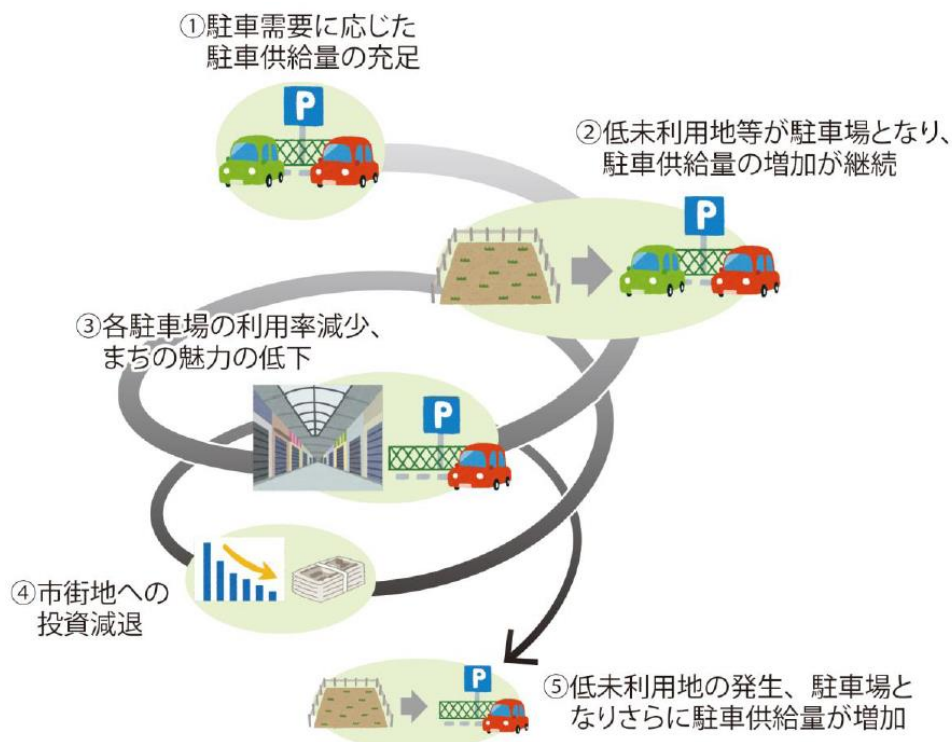 ①駐車需要に応じた
駐車供給量の充足
P
②低未利用地等が駐車場となり、
駐車供給量の増加が継続
P
③各駐車場の利用率減少、
まちの魅力の低下
P
④市街地への
投資減退
P
⑤低未利用地の発生、駐車場と
なりさらに駐車供給量が増加